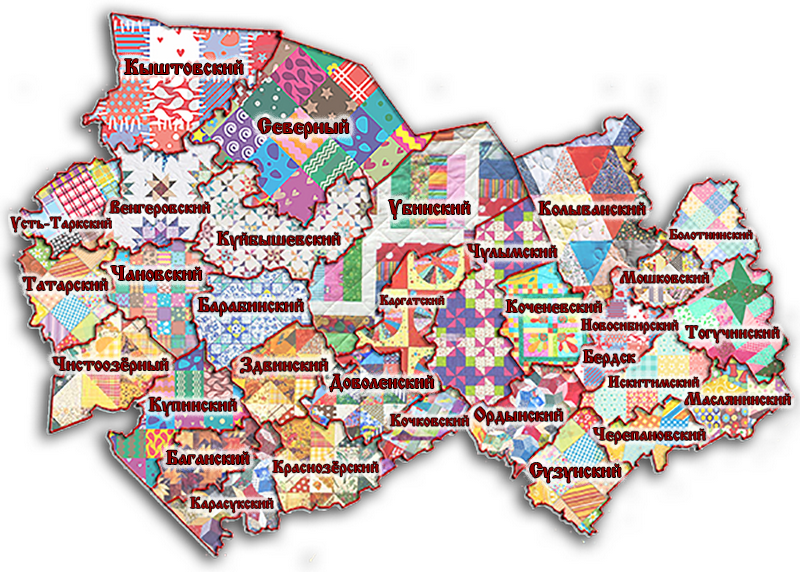 Кыштовский
Северный
Усть-Таркский
Венгеровский
Убинский
Колыванский
Болотнинский
Куйбышевский
Чулымский
Татарский
Чановский
Мошковский
Барабинский
Каргатский
Коченевский
Новосибирский
Тогучинский
Чистоозёрный
Здвинский
Бердск
Доволенский
Искитимский
Маслянинский
Купинский
Кочковский
Ордынский
Черепановский
Баганский
Краснозёрский
Сузунский
Карасукский